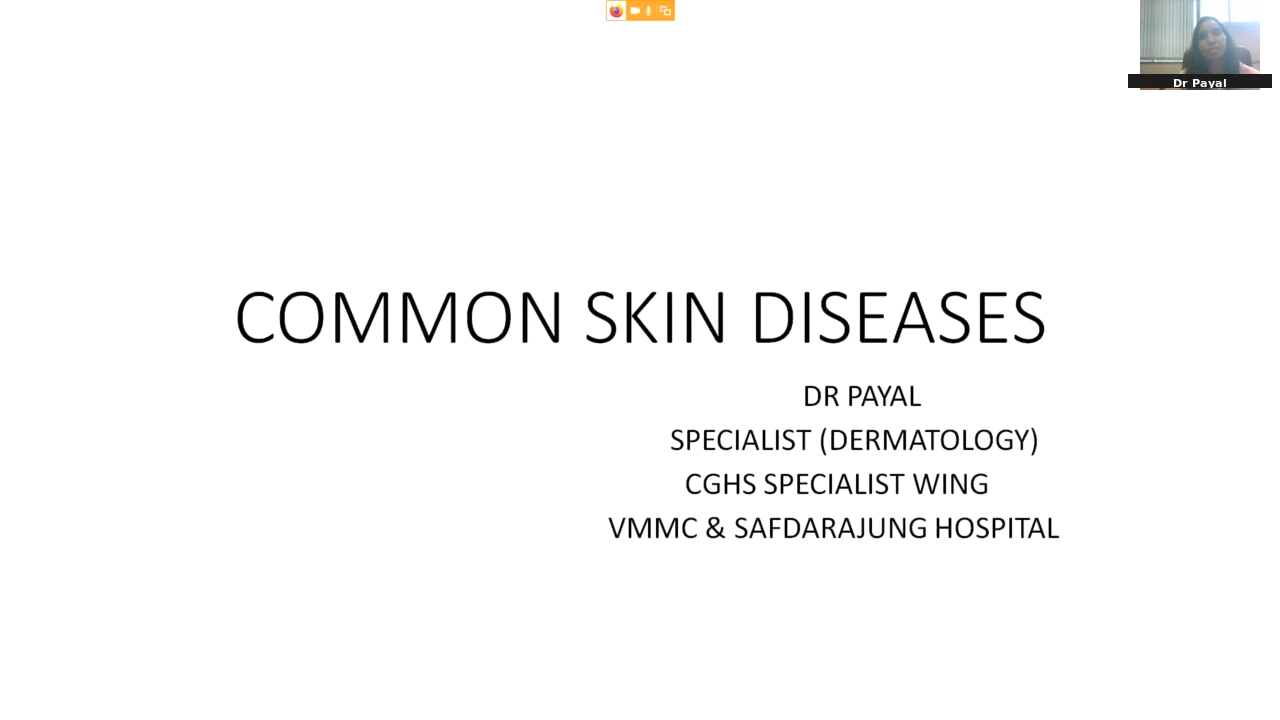 Dr Payal
COMMON SKIN DISEASES
DR PAYAL
SPECIALIST (DERMATOLOGY)
CGHS SPECIALIST WING
VMMC & SAFDARAJUNG HOSPITAL